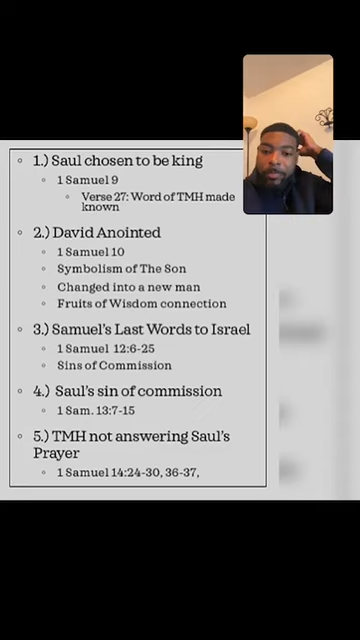 1.) Saul chosen to be king
1 Samuel 9
Verse 27: Word of TMH made
known
2.) David Anointed
1 Samuel 10
Symbolism of The Son
Changed into a new man
Fruits of Wisdom connection
3.) Samuel's Last Words to Israel
1 Samuel 12:6-25
Sins of Commission
4.) Saul's sin of commission
1 Sam. 13:7-15
5.) TMH not answering Saul's
Prayer
1 Samuel 14:24-30, 36-37,